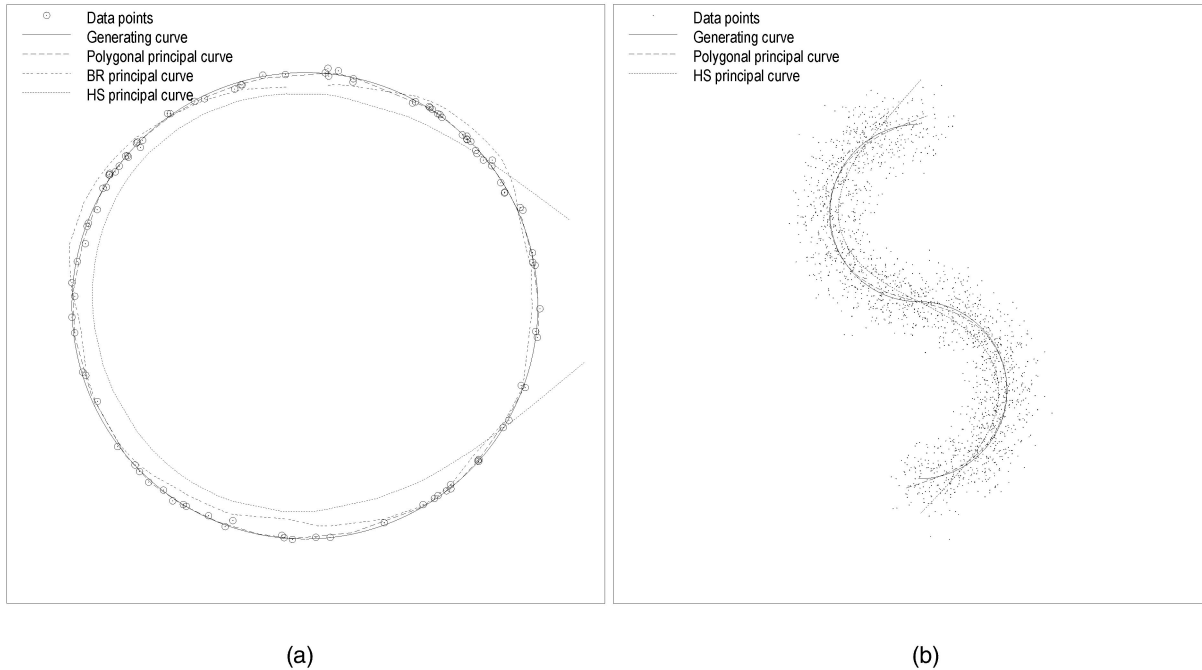 Data points
Generating curve
Polygonal principal curve
BR principal curve
HS principal curve
Data points
Generating curve
Polygonal principal curve
HS principal curve
(a)
(b)